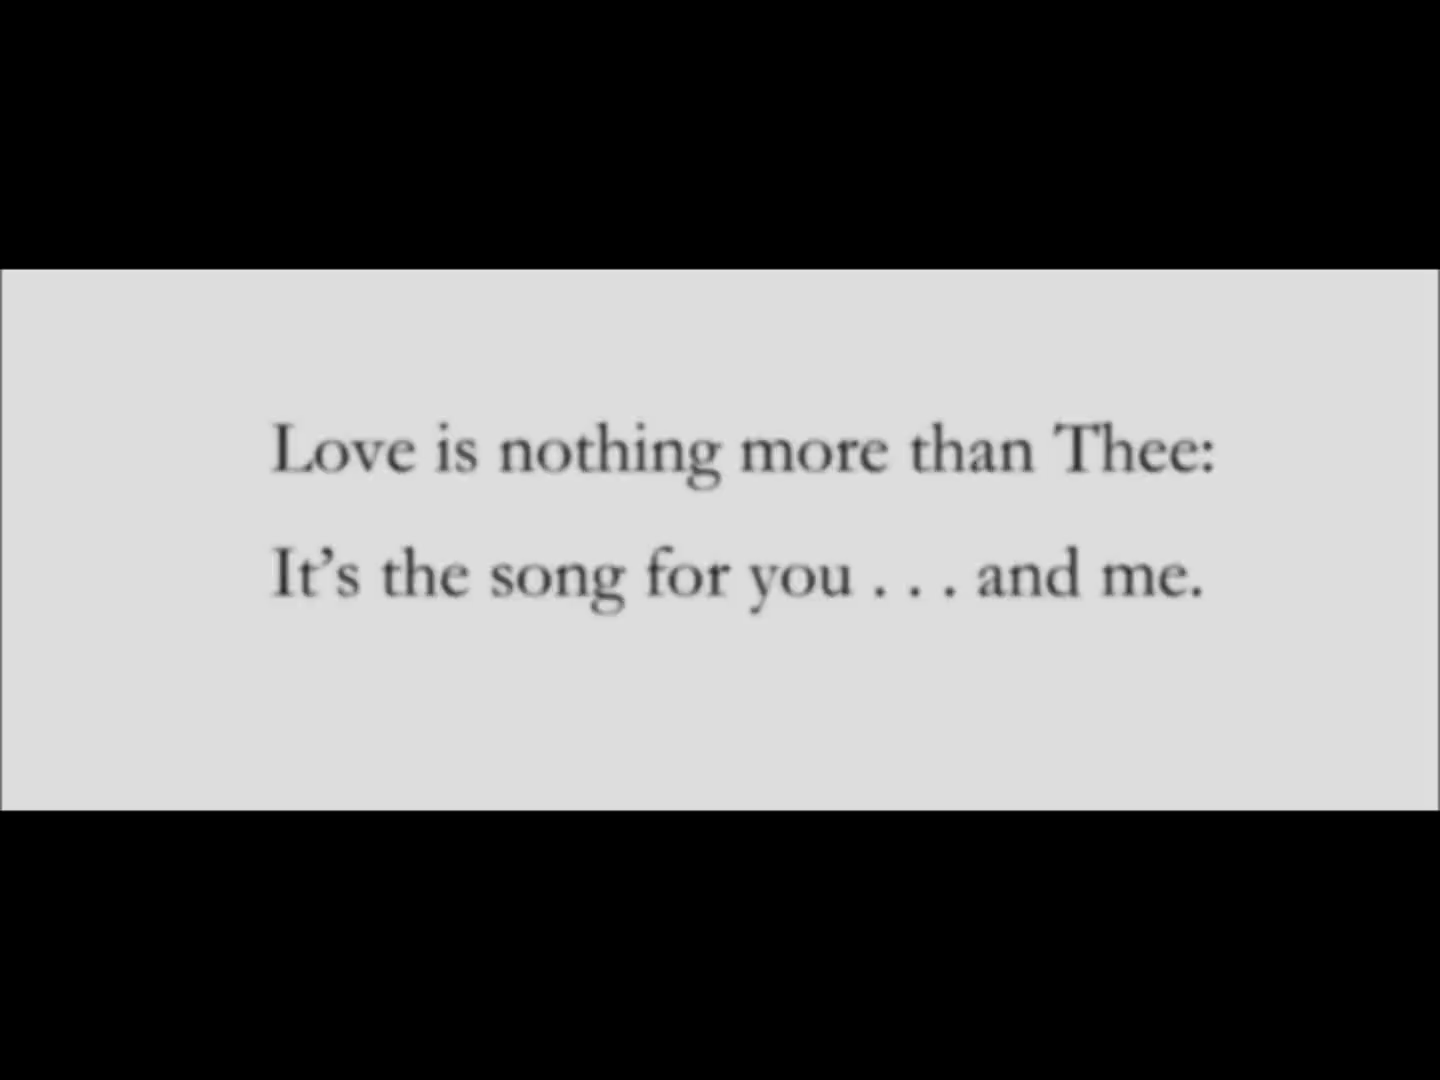 Love is nothing more than Thee:
It’s the song for you . . . and me.